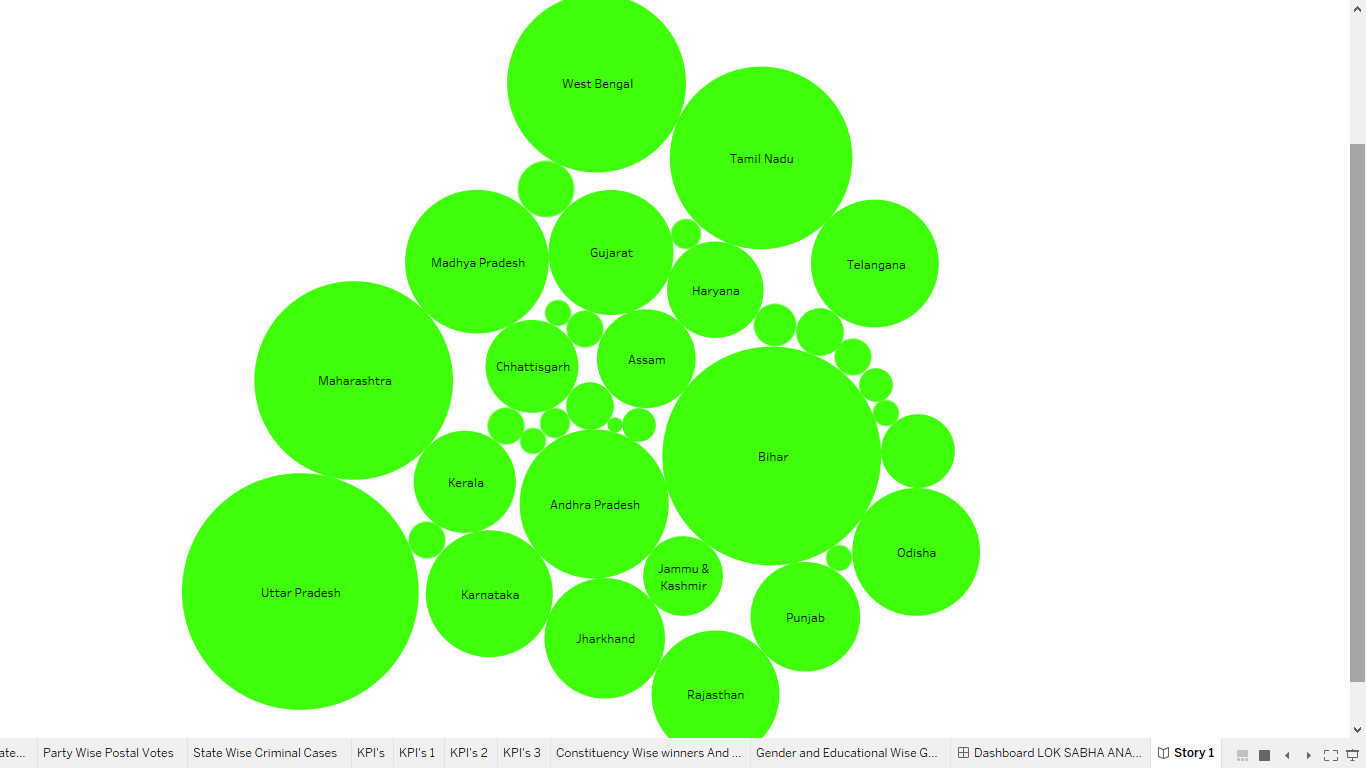 West Bengal
Tamil Nadu
Gujarat
Madhya Pradesh
Telangana
Haryana
Assam
Chhattisgarh
Maharashtra
Bihar
Kerala
Andhra Pradesh
Odisha
Jammu &
Kashmir
Uttar Pradesh
Karnataka
Punjab
Jharkhand
Rajasthan
ate... Party Wise Postal Votes State Wise Criminal Cases KPI's KPI's 1 KPI's 2 KPI's 3 Constituency Wise winners And ... Gender and Educational Wise G... Dashboard LOK SABHA ANA... Story 1